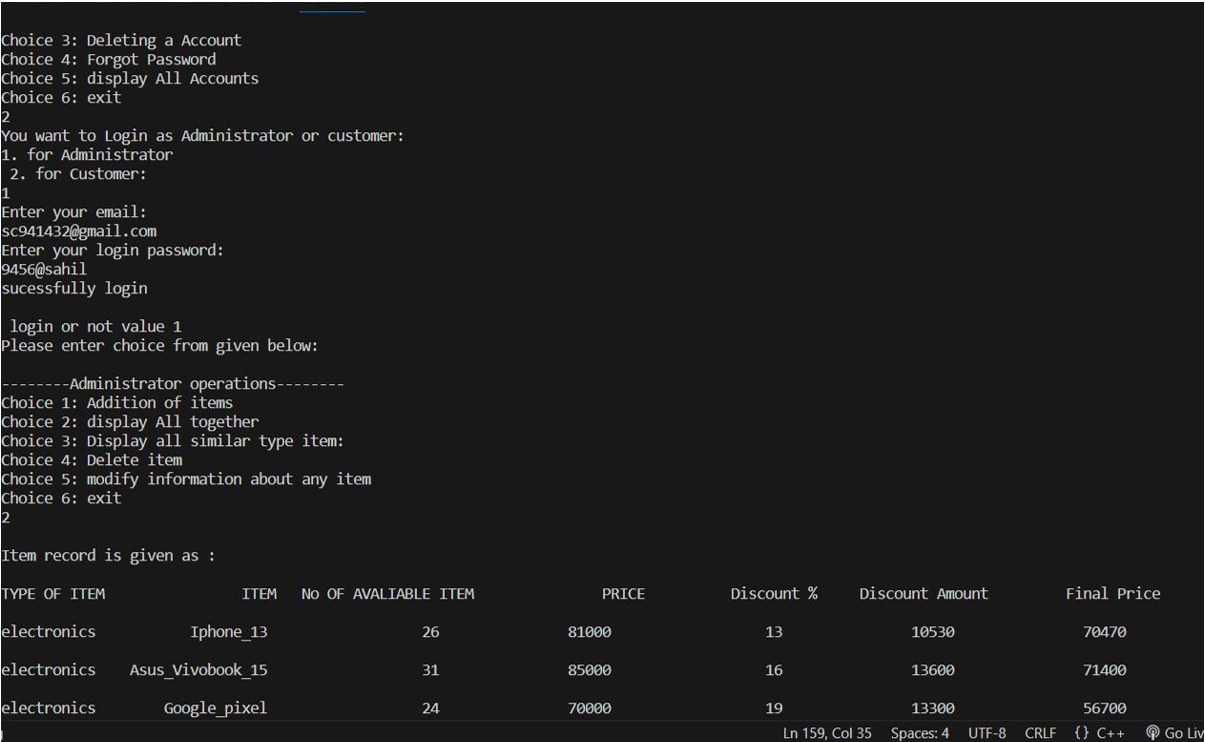 Choice 3: Deleting a Account
Choice 4: Forgot Password
Choice 5: display All Accounts
Choice 6: exit
2
You want to Login as Administrator or customer:
1. for Administrator
 2. for Customer:
1
Enter your email:
sc941432@gmail.com
Enter your login password:
9456@sahil
sucessfully login
 login or not value 1
Please enter choice from given below:
--------Administrator operations--------
Choice 1: Addition of items
Choice 2: display All together
Choice 3: Display all similar type item:
Choice 4: Delete item
Choice 5: modify information about any item
Choice 6: exit
2
Item record is given as :
TYPE OF ITEM ITEM No OF AVALIABLE ITEM PRICE Discount % Discount Amount Final Price
electronics Iphone_13 26 81000 13 10530 70470
electronics Asus_Vivobook_15 31 85000 16 13600 71400
electronics Google_pixel 24 70000 19 13300 56700
Ln 159, Col 35 Spaces: 4 UTF-8 CRLF {} C++ Go Liv